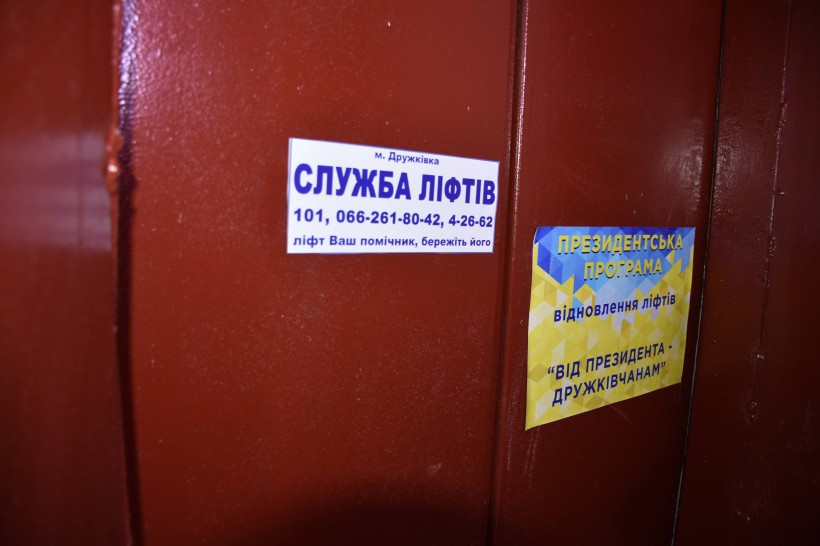 м. Дружківка
СЛУЖБА ЛІФТІВ
101, 066-261-80-42, 4-26-62
ліфт Ваш помічник, бережіть його
ПРЕЗИДЕНТСЬКА
ПРОГРАМА
відновлення ліфтів
“ВІД ПРЕЗИДЕНТА -
ДРУЖКІВЧАНАМ”